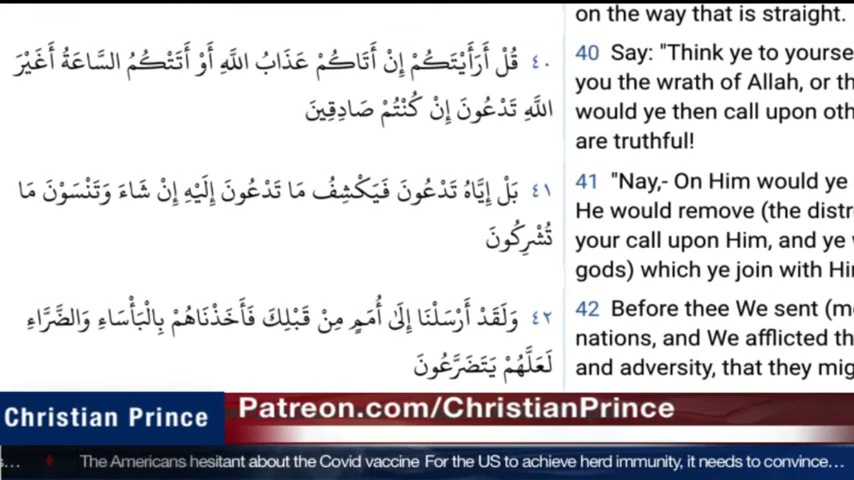 on the way that is straight.
٤٠ قُلْ أَرَأَيْتَكُمْ إِنْ أَتَاكُمْ عَذَابُ اللَّهِ أَوْ أَتَتْكُمُ السَّاعَةُ أَغَيْرَ
اللَّهِ تَدْعُونَ إِنْ كُنْتُمْ صَادِقِينَ
40 Say: "Think ye to yourse
you the wrath of Allah, or th
would ye then call upon oth
are truthful!
٤١ بَلْ إِيَّاهُ تَدْعُونَ فَيَكْشِفُ مَا تَدْعُونَ إِلَيْهِ إِنْ شَاءَ وَتَنْسَوْنَ مَا
تُشْرِكُونَ
41 "Nay,- On Him would ye
He would remove (the distr
your call upon Him, and ye
gods) which ye join with Hi
٤٢ وَلَقَدْ أَرْسَلْنَا إِلَىٰ أُمَمٍ مِنْ قَبْلِكَ فَأَخَذْنَاهُمْ بِالْبَأْسَاءِ وَالضَّرَّاءِ
لَعَلَّهُمْ يَتَضَرَّعُونَ
42 Before thee We sent (m
nations, and We afflicted th
and adversity, that they mig
Christian Prince
Patreon.com/ChristianPrince
s... The Americans hesitant about the Covid vaccine For the US to achieve herd immunity, it needs to convince...